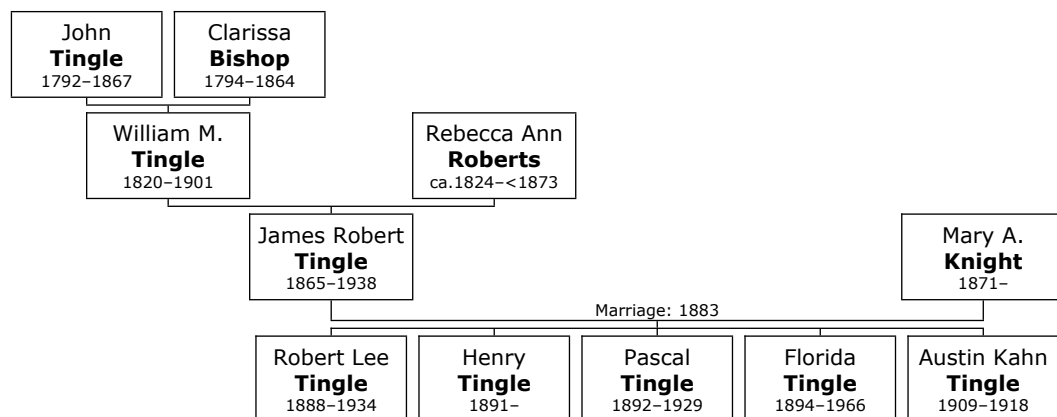 John
Tingle
1792–1867
Clarissa
Bishop
1794–1864
William M.
Tingle
1820–1901
Rebecca Ann
Roberts
ca.1824–<1873
James Robert
Tingle
1865–1938
Mary A.
Knight
1871–
Marriage: 1883
Robert Lee
Tingle
1888–1934
Henry
Tingle
1891–
Pascal
Tingle
1892–1929
Florida
Tingle
1894–1966
Austin Kahn
Tingle
1909–1918